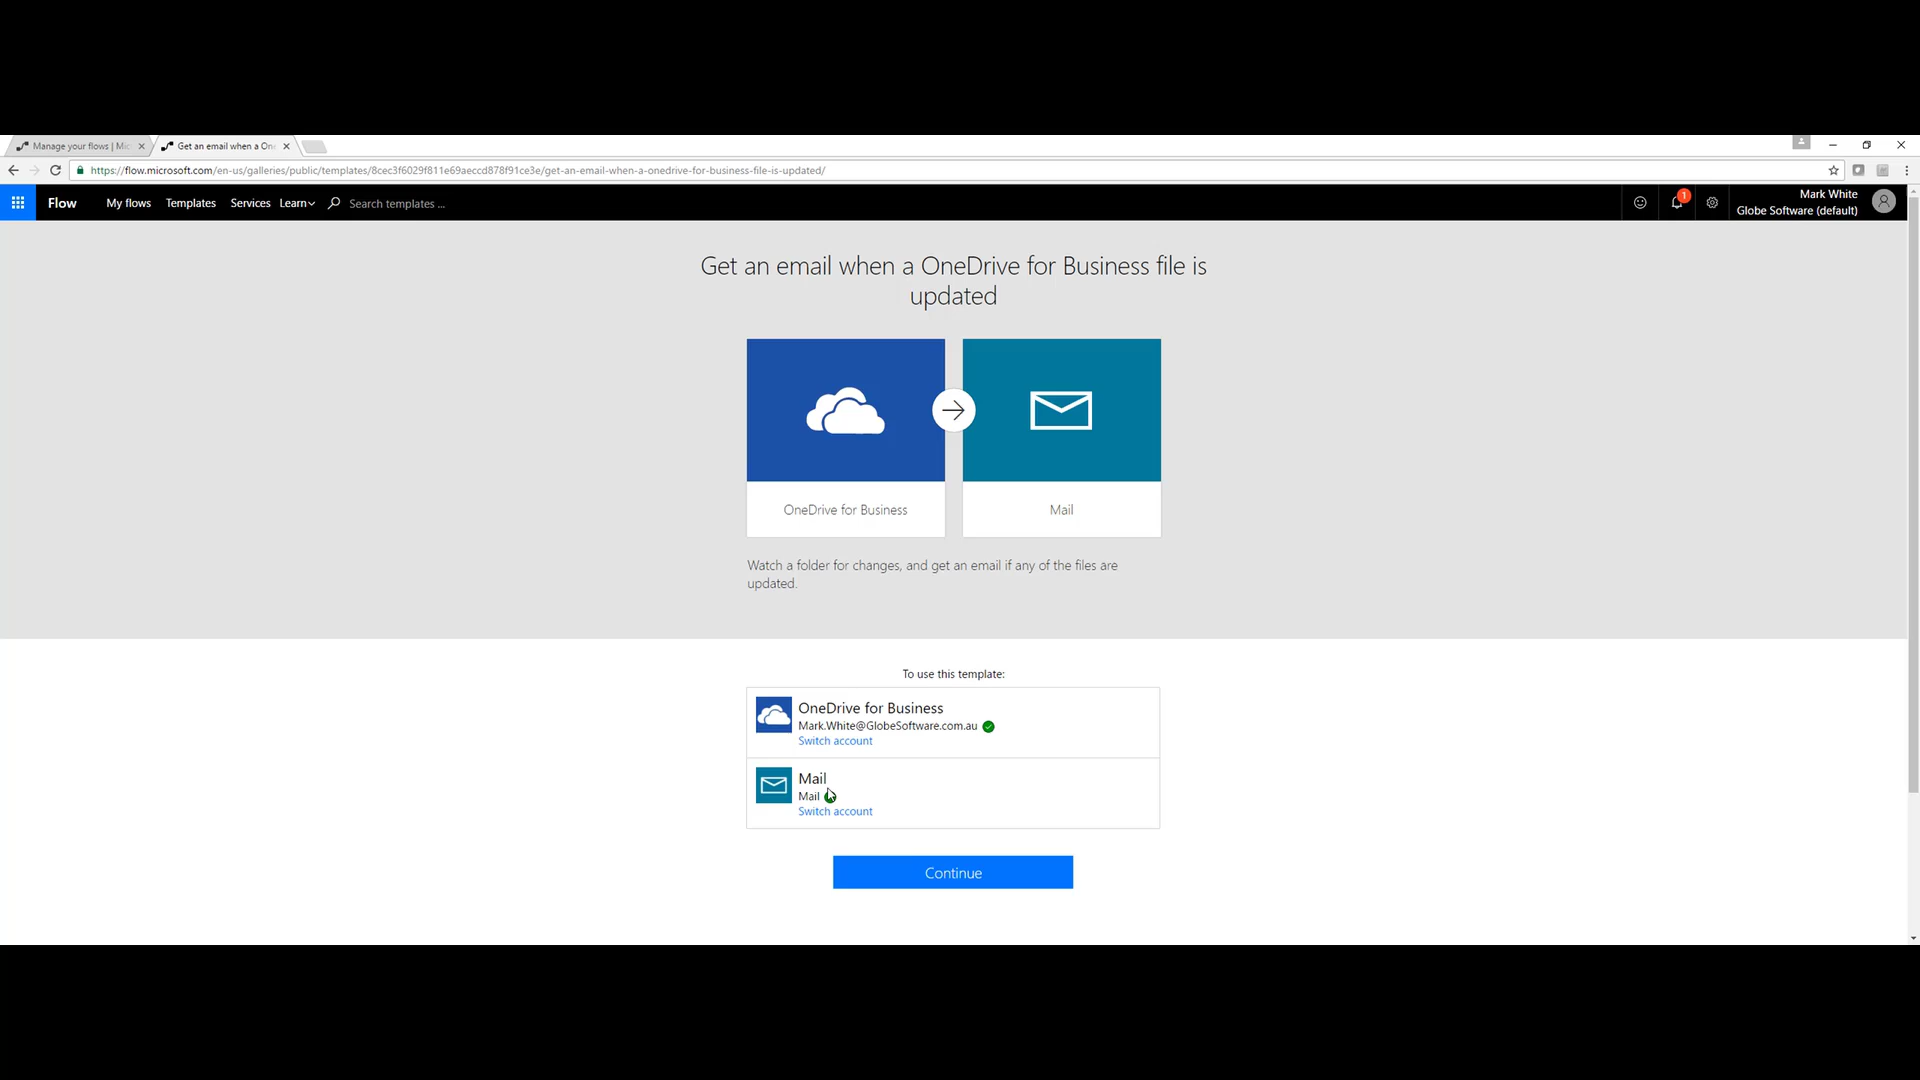 Manage your flows | Mic
Get an email when a One
https://flow.microsoft.com/en-us/galleries/public/templates/8cec3f6029f811e69aeccd878f91ce3e/get-an-email-when-a-onedrive-for-business-file-is-updated/
Flow My flows Templates Services Learn Search templates ... 1 Mark White
Globe Software (default)
Get an email when a OneDrive for Business file is
updated
OneDrive for Business Mail
Watch a folder for changes, and get an email if any of the files are
updated.
To use this template:
OneDrive for Business
Mark.White@GlobeSoftware.com.au
Switch account
Mail
Mail
Switch account
Continue